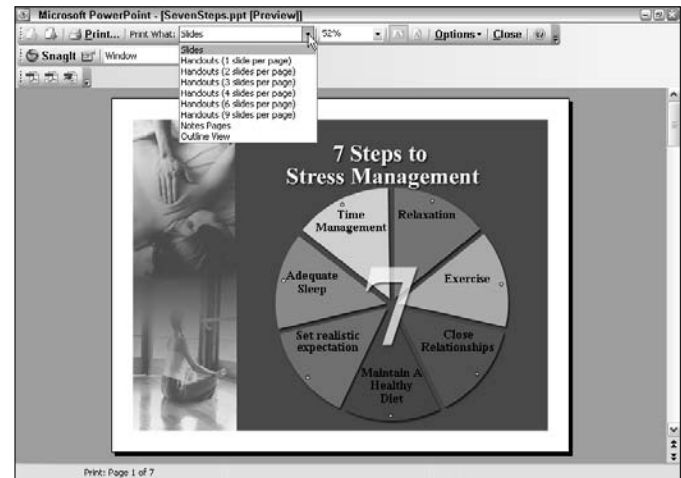 Microsoft PowerPoint - [SevenSteps.ppt [Preview]]
Print... Print What: Slides 52% Options Close
SnagIt Window
Slides
Handouts (1 slide per page)
Handouts (2 slides per page)
Handouts (3 slides per page)
Handouts (4 slides per page)
Handouts (6 slides per page)
Handouts (9 slides per page)
Notes Pages
Outline View
7 Steps to
Stress Management
Time
Management
Relaxation
Adequate
Sleep
Exercise
7
Set realistic
expectation
Close
Relationships
Maintain A
Healthy
Diet
Print: Page 1 of 7